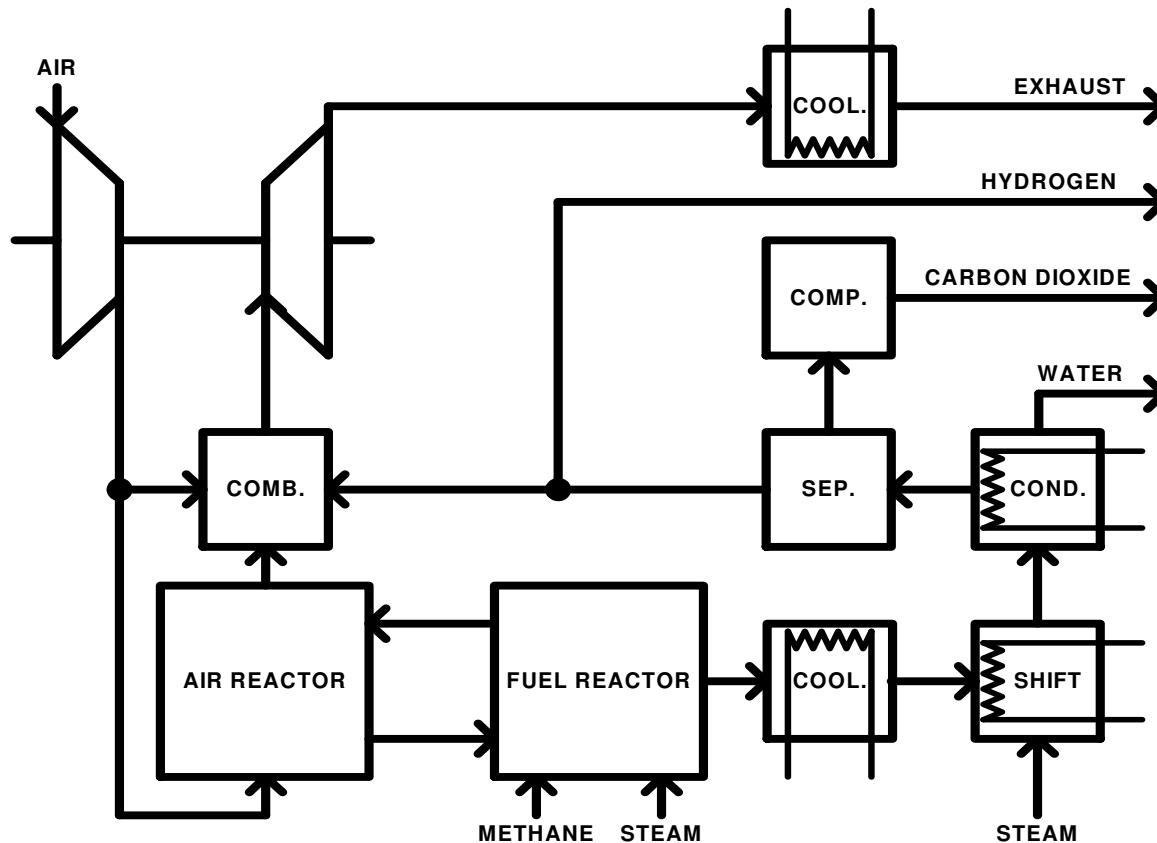 AIR
COOL.
EXHAUST
HYDROGEN
COMP.
CARBON DIOXIDE
WATER
COMB.
SEP.
COND.
AIR REACTOR
FUEL REACTOR
COOL.
SHIFT
METHANE
STEAM
STEAM